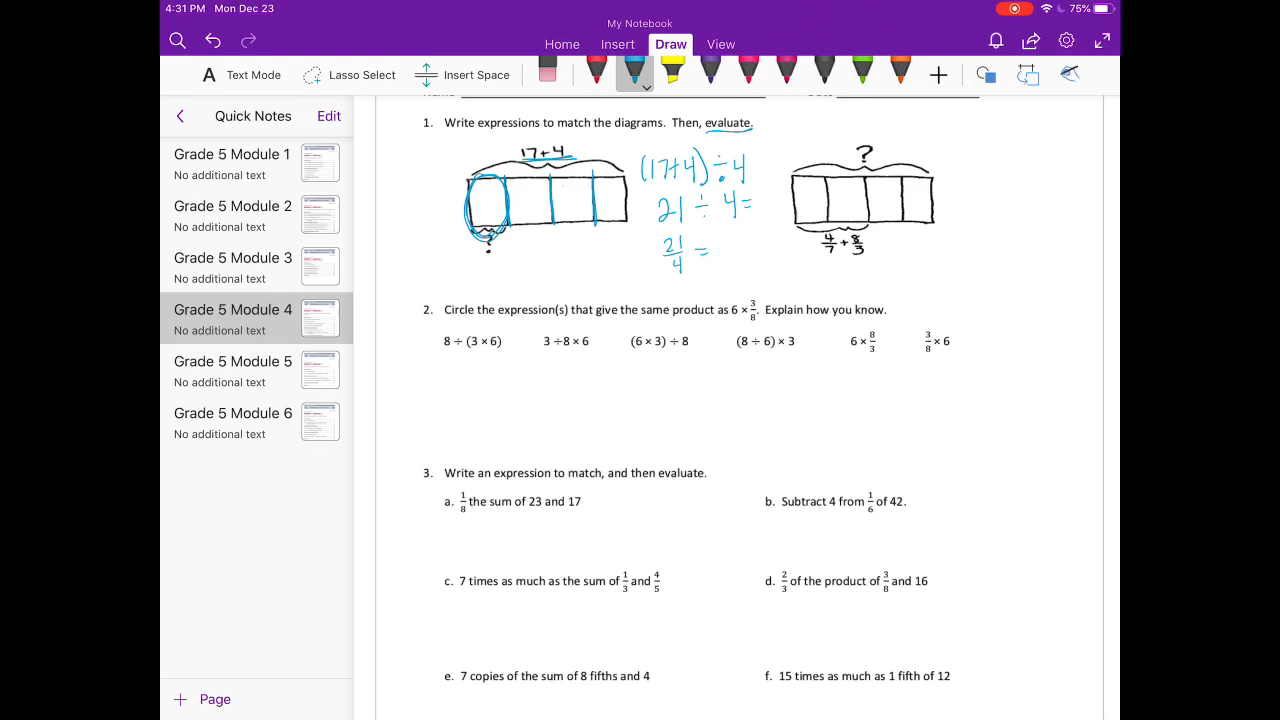 4:31 PM Mon Dec 23
75%
My Notebook
Home Insert Draw View
A Text Mode Lasso Select Insert Space
Quick Notes Edit
Grade 5 Module 1
No additional text
Grade 5 Module 2
No additional text
Grade 5 Module 3
No additional text
Grade 5 Module 4
No additional text
Grade 5 Module 5
No additional text
Grade 5 Module 6
No additional text
+ Page
1. Write expressions to match the diagrams. Then, evaluate.
17+4
?
(17+4) ÷ 4
21 ÷ 4 =
21/4 =
?
4/7 + 8/3
2. Circle the expression(s) that give the same product as 6 × 3/8. Explain how you know.
8 ÷ (3 × 6) 3 ÷8 × 6 (6 × 3) ÷ 8 (8 ÷ 6) × 3 6 × 8/3 3/8 × 6
3. Write an expression to match, and then evaluate.
a. 1/8 the sum of 23 and 17
b. Subtract 4 from 1/6 of 42.
c. 7 times as much as the sum of 1/3 and 4/5
d. 2/3 of the product of 3/8 and 16
e. 7 copies of the sum of 8 fifths and 4
f. 15 times as much as 1 fifth of 12